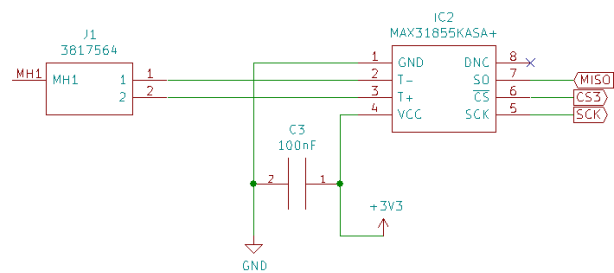 IC2
MAX31855KASA+
J1
3817564
MH1 MH1 1 1
2 2
1 GND DNC 8
2 T- SO 7 MISO
3 T+ CS 6 CS3
4 VCC SCK 5 SCK
C3
100nF
2 1
+3V3
GND